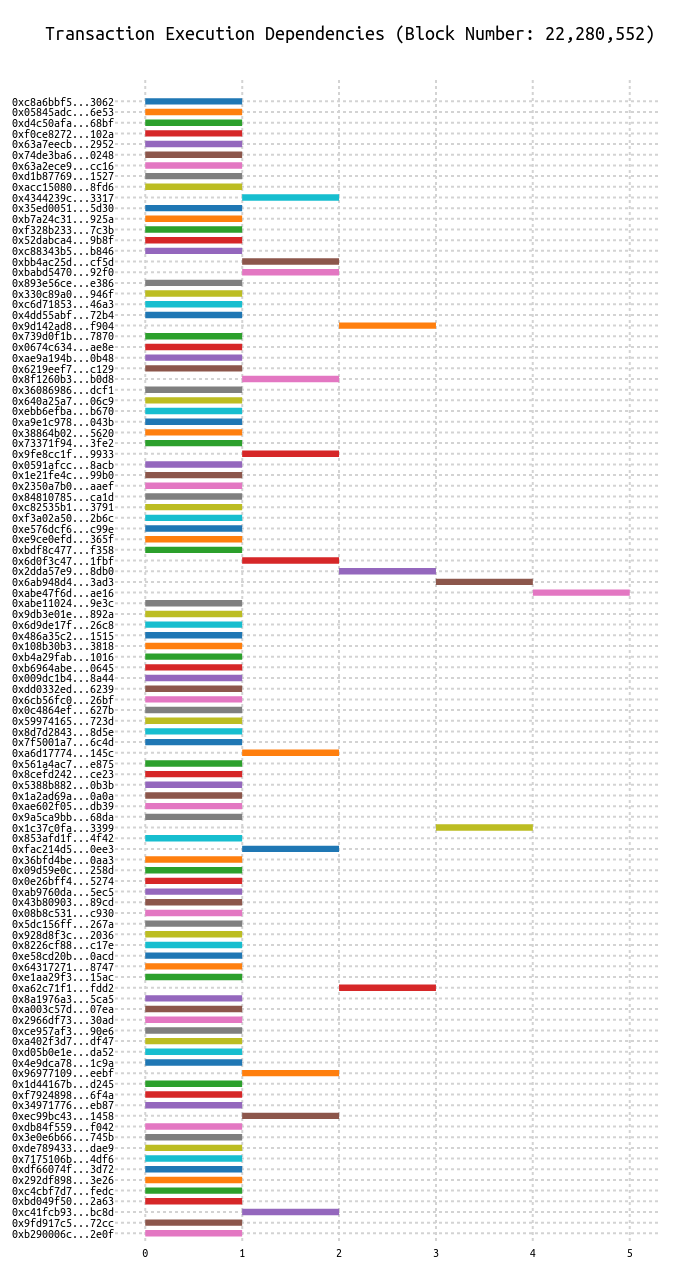 Transaction Execution Dependencies (Block Number: 22,280,552)
0xc8a6bbf5...3062
0x05845adc...6e53
0xd4c50afa...68bf
0xf0ce8272...102a
0x63a7eecb...2952
0x74de3ba6...0248
0x63a2ece9...cc16
0xd1b87769...1527
0xacc15080...8fd6
0x4344239c...3317
0x35ed0051...5d30
0xb7a24c31...925a
0xf328b233...7c3b
0x52dabca4...9b8f
0xc88343b5...b846
0xbb4ac25d...cf5d
0xbabd5470...92f0
0x893e56ce...e386
0x330c89a0...946f
0xc6d71853...46a3
0x4dd55abf...72b4
0x9d142ad8...f904
0x739d0f1b...7870
0x0674c634...ae8e
0xae9a194b...0b48
0x6219eef7...c129
0x8f1260b3...b0d8
0x36086986...dcf1
0x640a25a7...06c9
0xebb6efba...b670
0xa9e1c978...043b
0x38864b02...5620
0x73371f94...3fe2
0x9fe8cc1f...9933
0x0591afcc...8acb
0x1e21fe4c...99b0
0x2350a7b0...aaef
0x84810785...ca1d
0xc82535b1...3791
0xf3a02a50...2b6c
0xe576dcf6...c99e
0xe9ce0efd...365f
0xbdf8c477...f358
0x6d0f3c47...1fbf
0x2dda57e9...8db0
0x6ab948d4...3ad3
0xabe47f6d...ae16
0xabe11024...9e3c
0x9db3e01e...892a
0x6d9de17f...26c8
0x486a35c2...1515
0x108b30b3...3818
0xb4a29fab...1016
0xb6964abe...0645
0x009dc1b4...8a44
0xdd0332ed...6239
0x6cb56fc0...26bf
0x0c4864ef...627b
0x59974165...723d
0x8d7d2843...8d5e
0x7f5001a7...6c4d
0xa6d17774...145c
0x561a4ac7...e875
0x8cefd242...ce23
0x5388b882...0b3b
0x1a2ad69a...0a0a
0xae602f05...db39
0x9a5ca9bb...68da
0x1c37c0fa...3399
0x853afd1f...4f42
0xfac214d5...0ee3
0x36bfd4be...0aa3
0x09d59e0c...258d
0x0e26bff4...5274
0xab9760da...5ec5
0x43b80903...89cd
0x08b8c531...c930
0x5dc156ff...267a
0x928d8f3c...2036
0x8226cf88...c17e
0xe58cd20b...0acd
0x64317271...8747
0xe1aa29f3...15ac
0xa62c71f1...fdd2
0x8a1976a3...5ca5
0xa003c57d...07ea
0x2966df73...30ad
0xce957af3...90e6
0xa402f3d7...df47
0xd05b0e1e...da52
0x4e9dca78...1c9a
0x96977109...eebf
0x1d44167b...d245
0xf7924898...6f4a
0x34971776...eb87
0xec99bc43...1458
0xdb84f559...f042
0x3e0e6b66...745b
0xde789433...dae9
0x7175106b...4df6
0xdf66074f...3d72
0x292df898...3e26
0xc4cbf7d7...fedc
0xbd049f50...2a63
0xc41fcb93...bc8d
0x9fd917c5...72cc
0xb290006c...2e0f
0 1 2 3 4 5